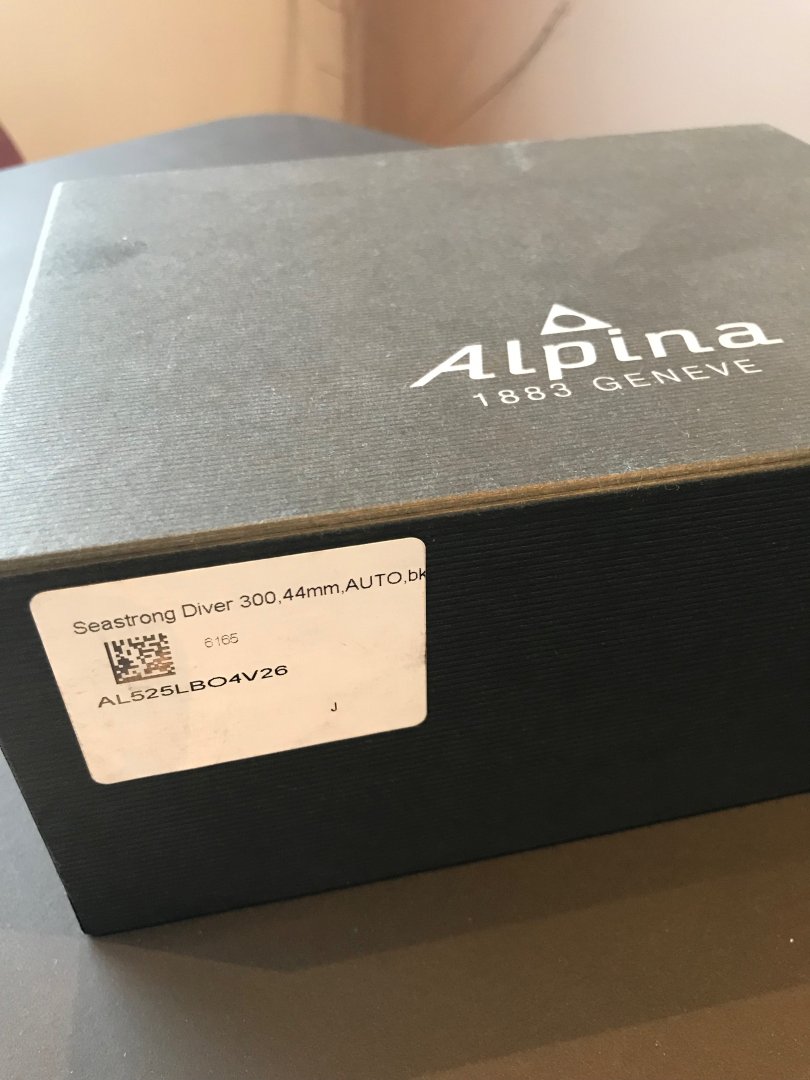 Alpina
1883 GENEVE
Seastrong Diver 300,44mm,AUTO,bk
6165
AL525LBO4V26
J